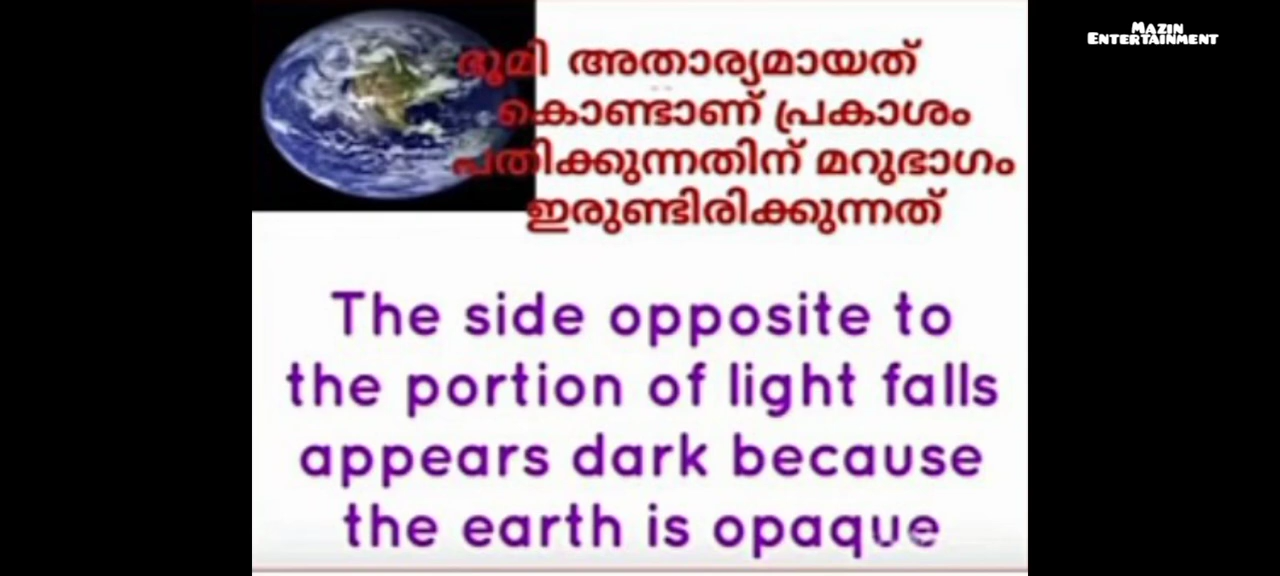 ഭൂമി അതാര്യമായത്
കൊണ്ടാണ് പ്രകാശം
പതിക്കുന്നതിന് മറുഭാഗം
ഇരുണ്ടിരിക്കുന്നത്
The side opposite to
the portion of light falls
appears dark because
the earth is opaque
MAZIN
ENTERTAINMENT